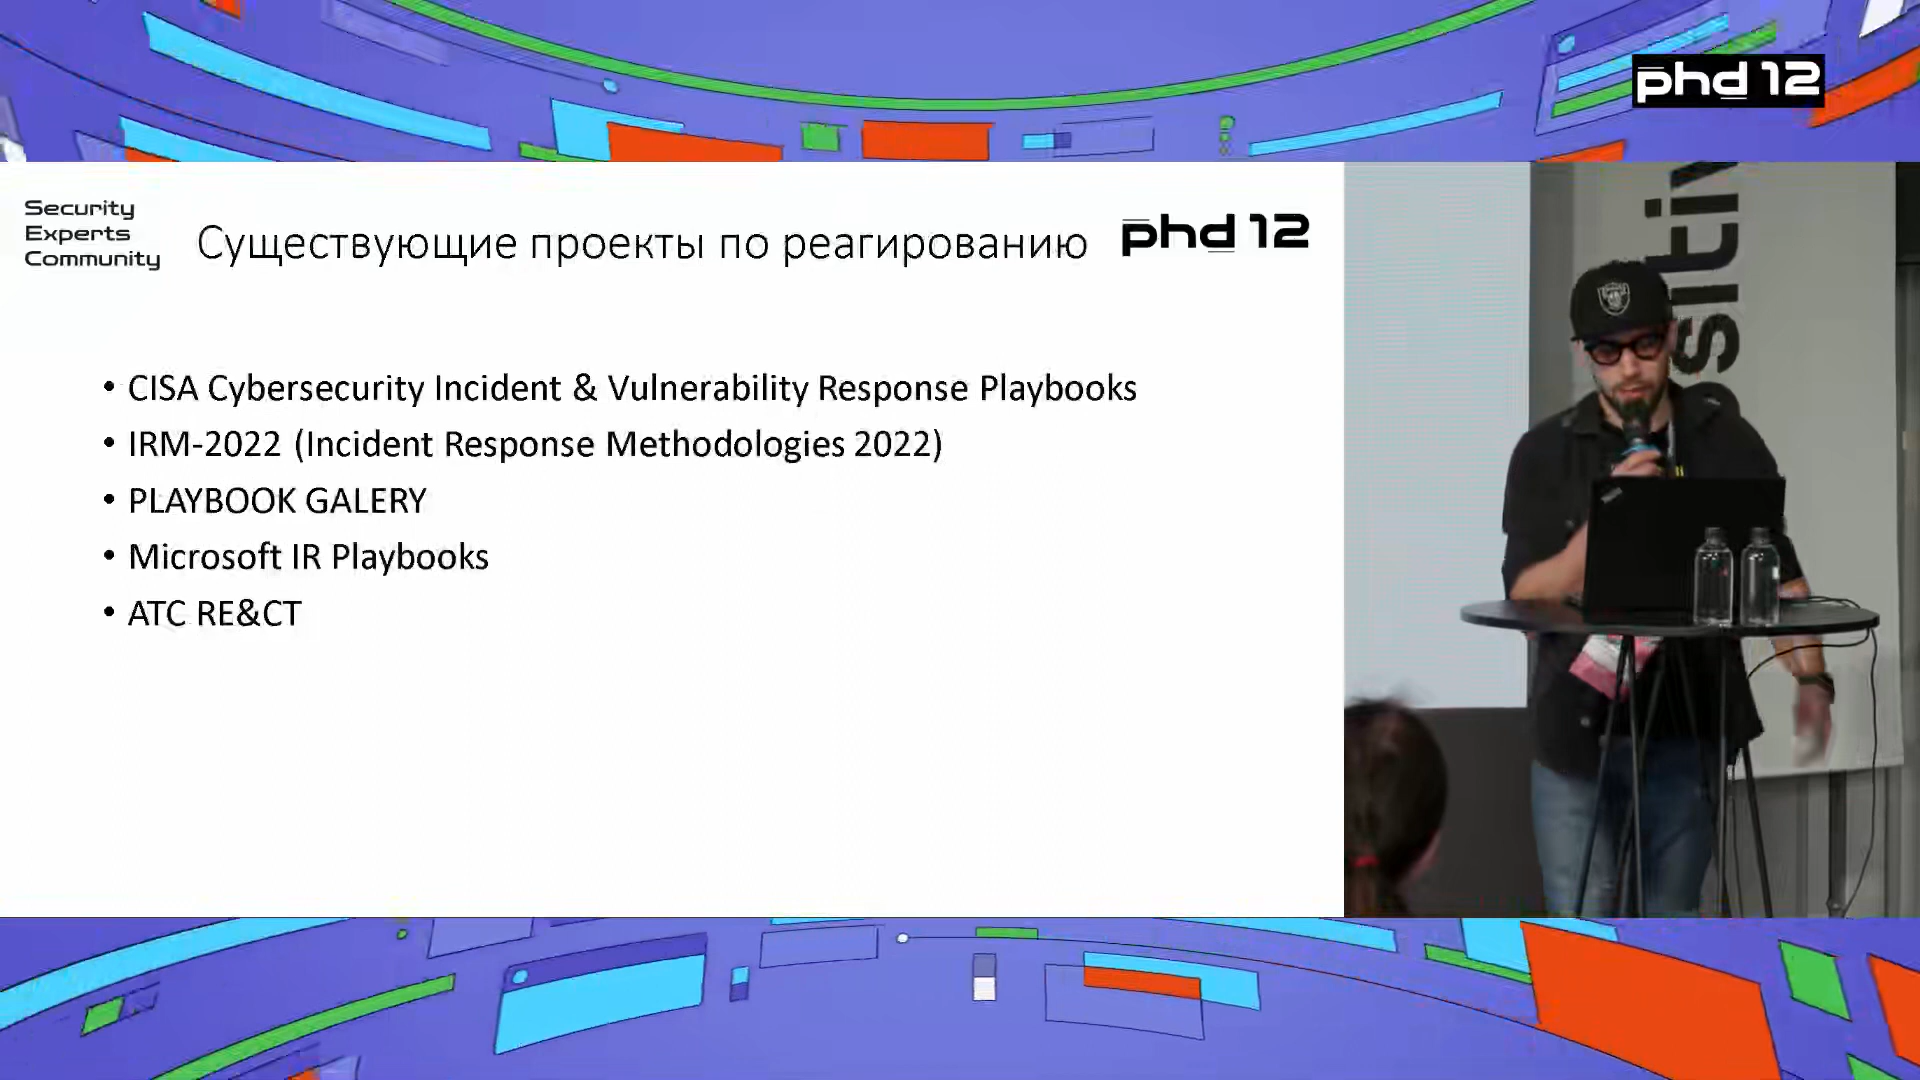 phd 12
Security
Experts
Community
Существующие проекты по реагированию
phd 12
• CISA Cybersecurity Incident & Vulnerability Response Playbooks
• IRM-2022 (Incident Response Methodologies 2022)
• PLAYBOOK GALERY
• Microsoft IR Playbooks
• ATC RE&CT
sitiv